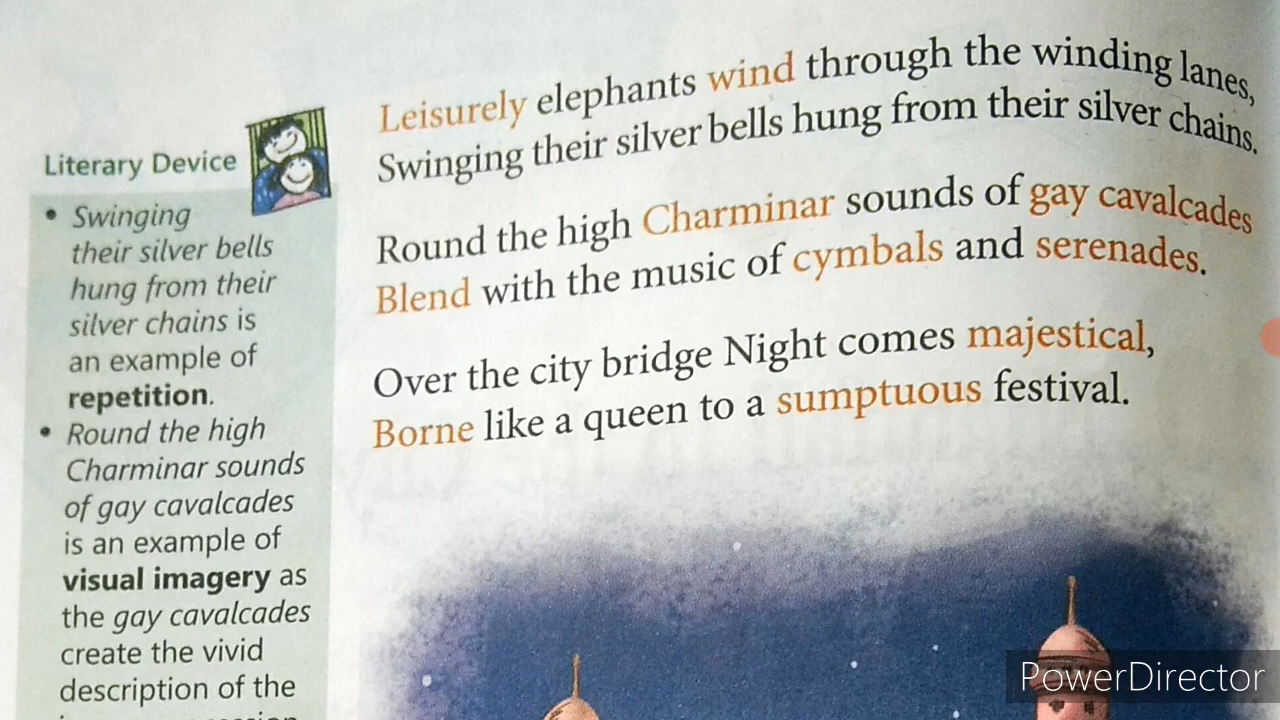 Leisurely elephants wind through the winding lanes,
Swinging their silver bells hung from their silver chains.
Round the high Charminar sounds of gay cavalcades
Blend with the music of cymbals and serenades.
Over the city bridge Night comes majestical,
Borne like a queen to a sumptuous festival.
Literary Device
• Swinging
their silver bells
hung from their
silver chains is
an example of
repetition.
• Round the high
Charminar sounds
of gay cavalcades
is an example of
visual imagery as
the gay cavalcades
create the vivid
description of the
PowerDirector